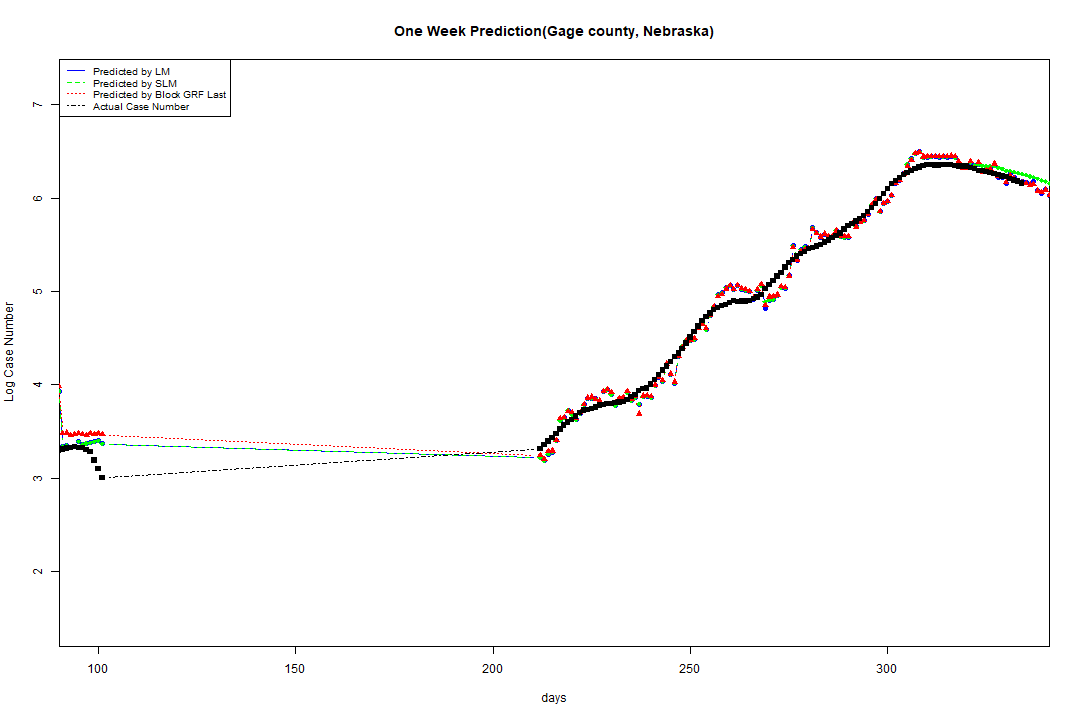 One Week Prediction(Gage county, Nebraska)
Predicted by LM
Predicted by SLM
Predicted by Block GRF Last
Actual Case Number
7
6
5
4
3
2
Log Case Number
100 150 200 250 300
days